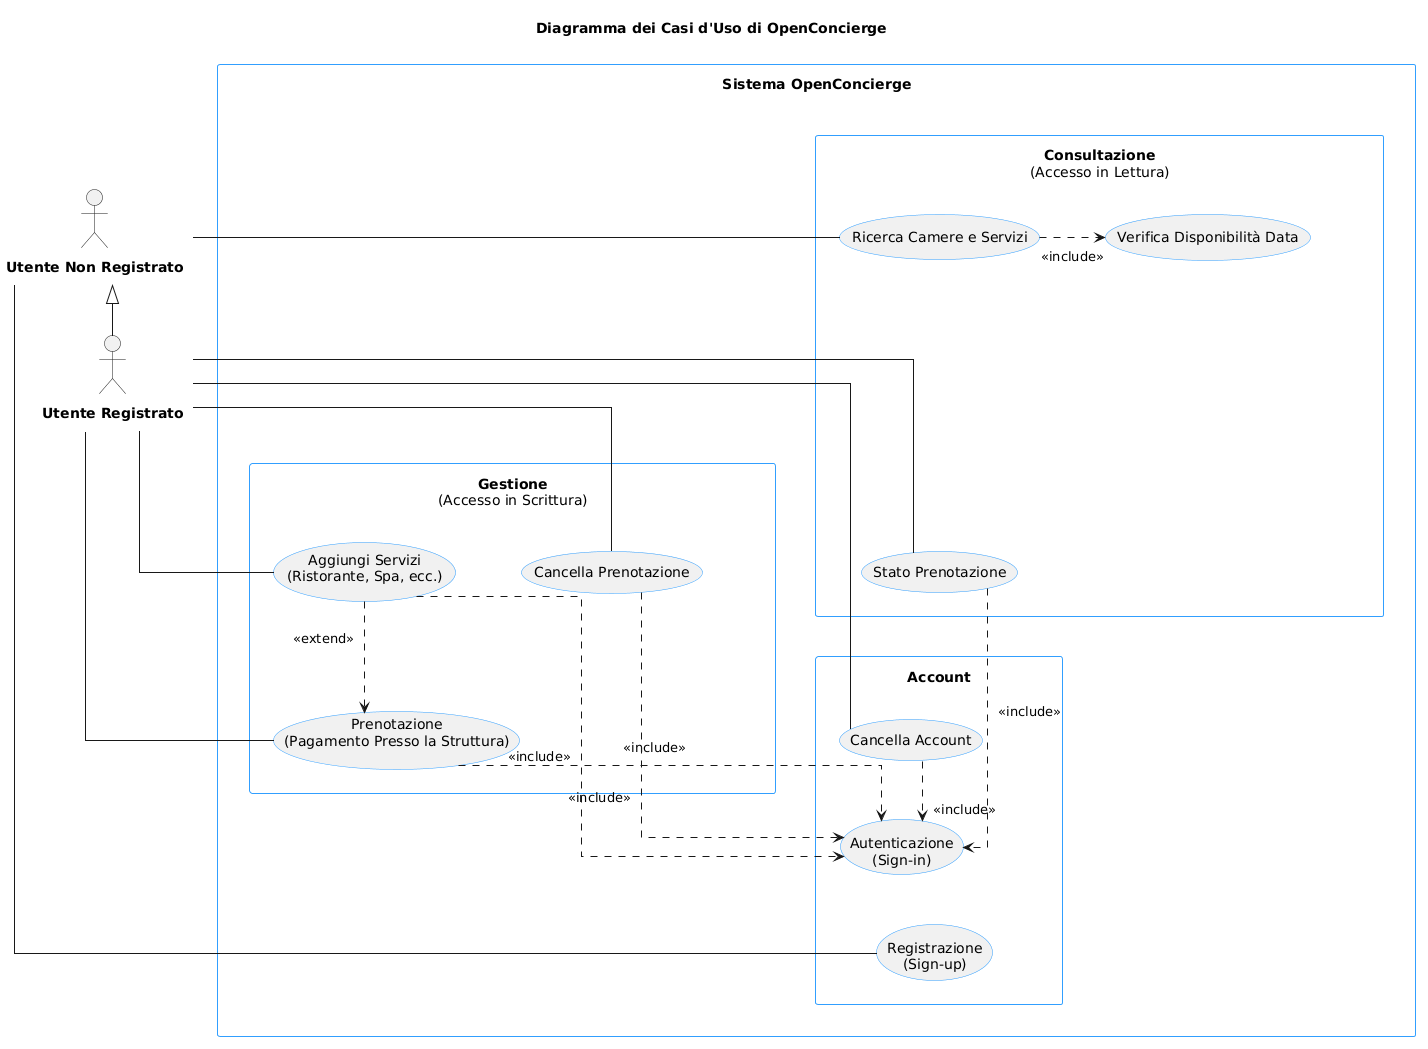 Diagramma dei Casi d'Uso di OpenConcierge
Sistema OpenConcierge
Consultazione
(Accesso in Lettura)
Ricerca Camere e Servizi
«include»
Verifica Disponibilità Data
Utente Non Registrato
Utente Registrato
Gestione
(Accesso in Scrittura)
Aggiungi Servizi
(Ristorante, Spa, ecc.)
Cancella Prenotazione
Stato Prenotazione
«extend»
Account
«include»
Prenotazione
(Pagamento Presso la Struttura)
«include»
«include»
Cancella Account
«include»
«include»
Autenticazione
(Sign-in)
Registrazione
(Sign-up)